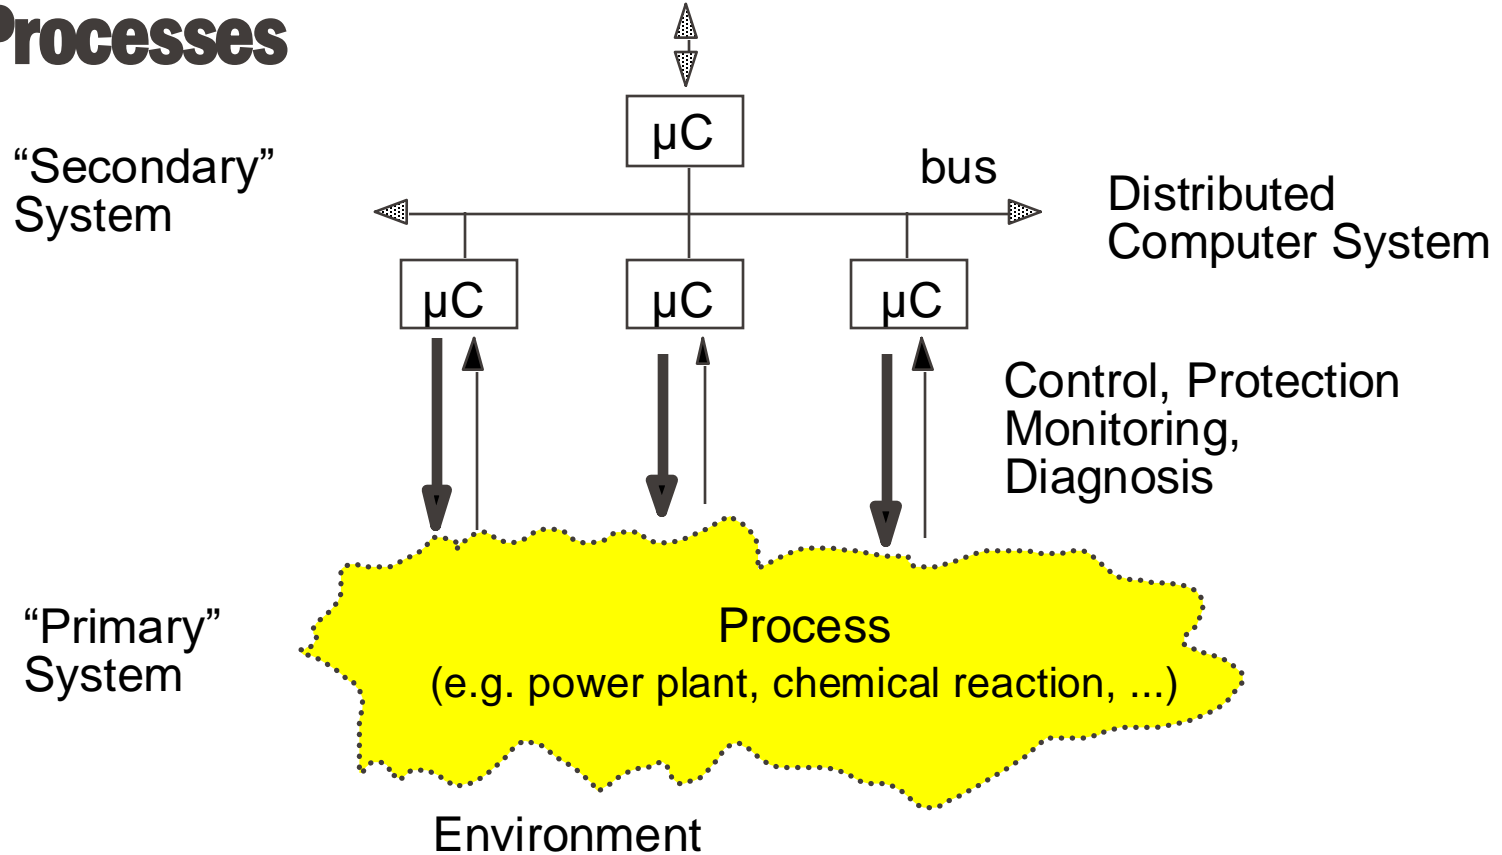 Processes
µC
“Secondary”
System
bus
Distributed
Computer System
µC
µC
µC
Control, Protection
Monitoring,
Diagnosis
“Primary”
System
Process
(e.g. power plant, chemical reaction, ...)
Environment